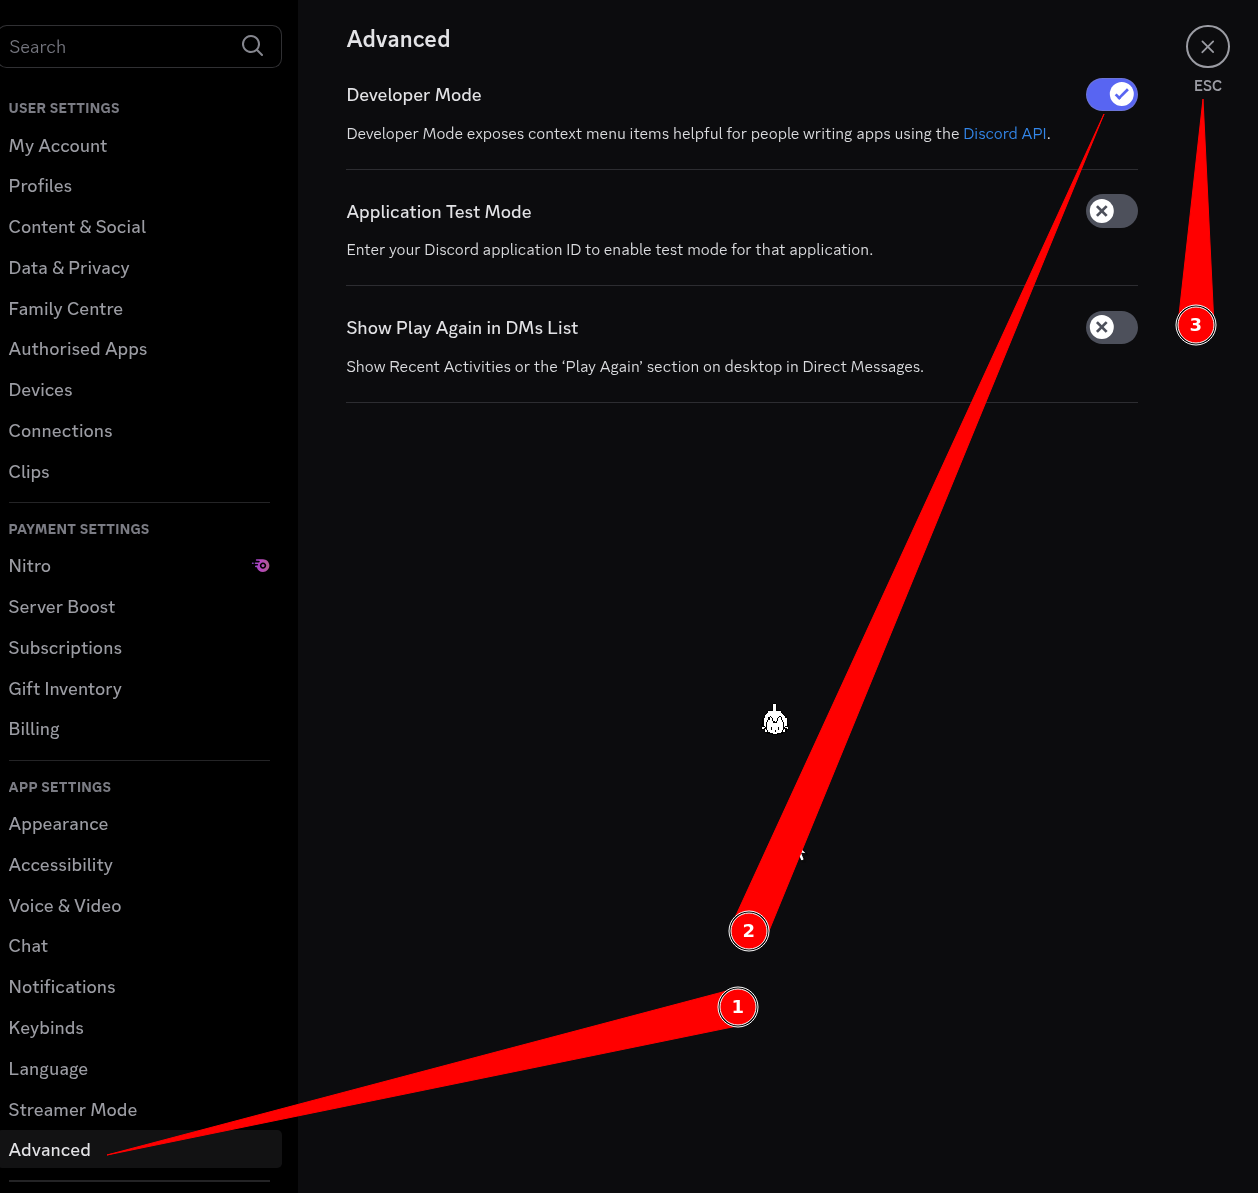 Search
USER SETTINGS
My Account
Profiles
Content & Social
Data & Privacy
Family Centre
Authorised Apps
Devices
Connections
Clips
PAYMENT SETTINGS
Nitro
Server Boost
Subscriptions
Gift Inventory
Billing
APP SETTINGS
Appearance
Accessibility
Voice & Video
Chat
Notifications
Keybinds
Language
Streamer Mode
Advanced
Advanced
Developer Mode
Developer Mode exposes context menu items helpful for people writing apps using the Discord API.
Application Test Mode
Enter your Discord application ID to enable test mode for that application.
Show Play Again in DMs List
Show Recent Activities or the ‘Play Again’ section on desktop in Direct Messages.
ESC
3
2
1